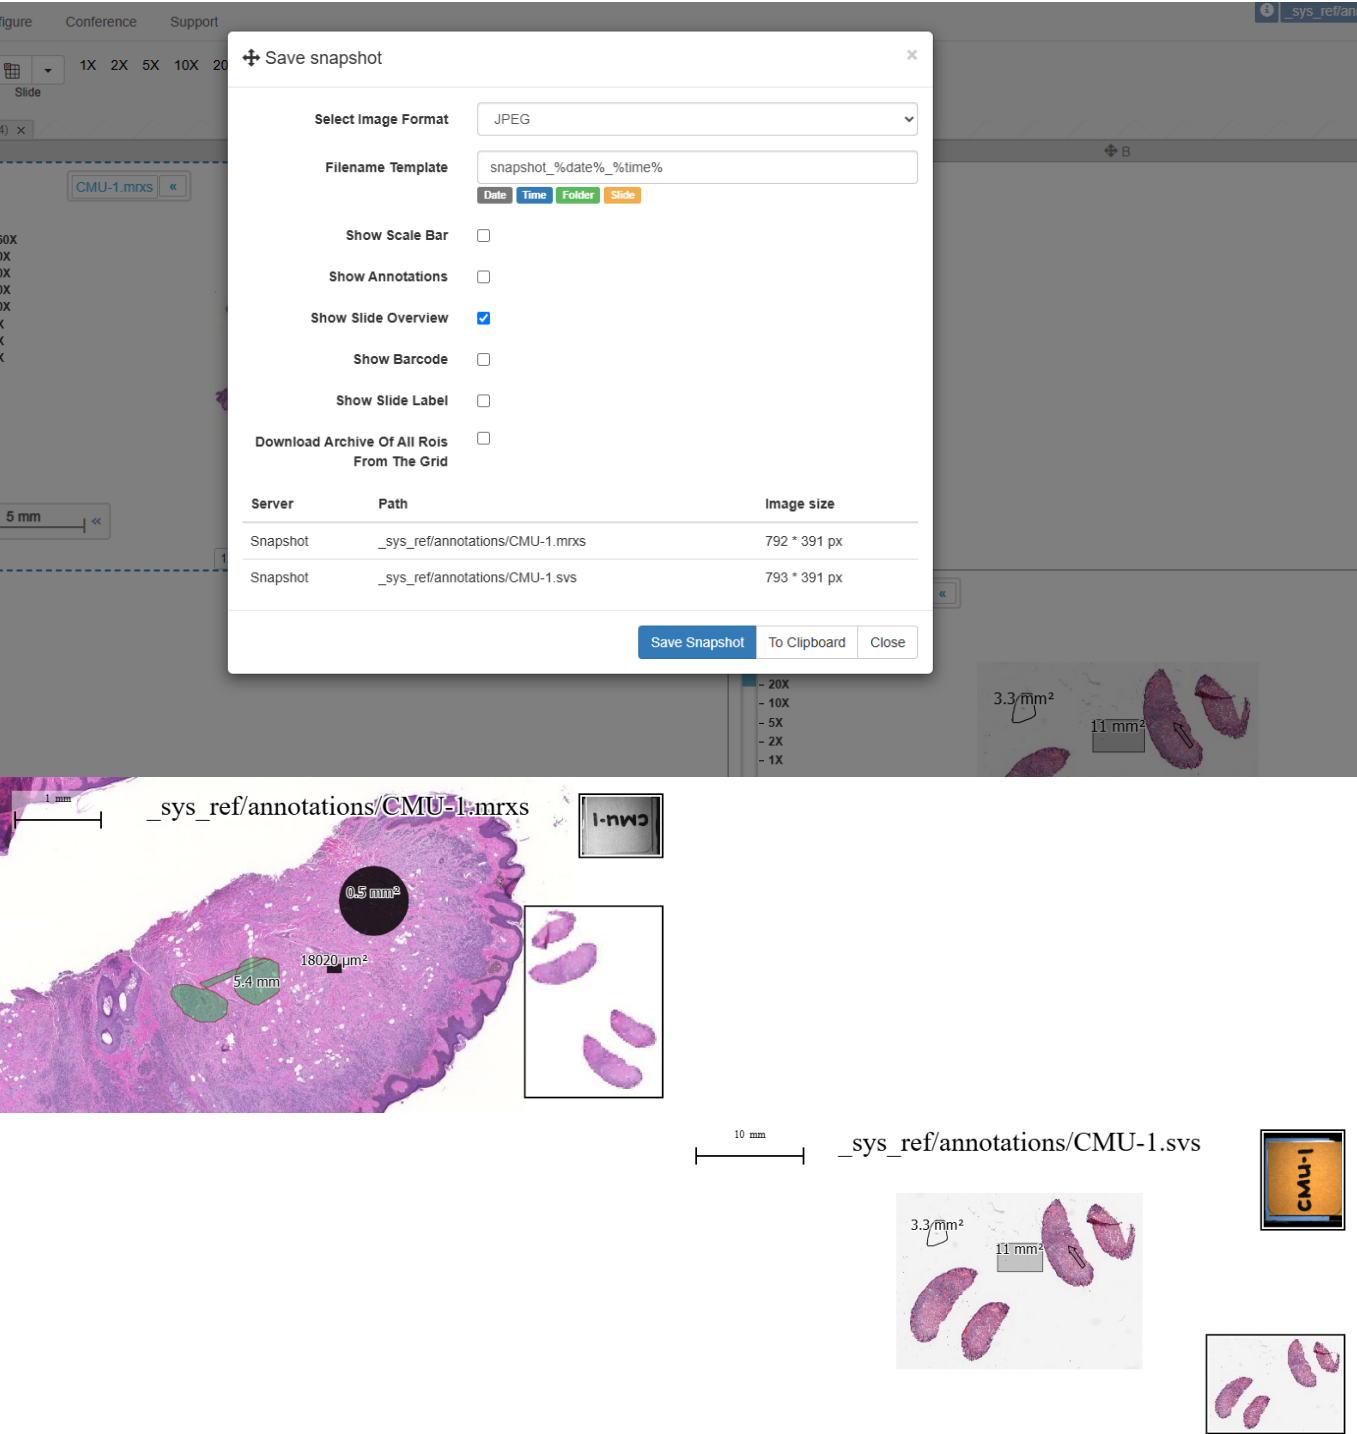 figure Conference Support
_sys_ref/an
Save snapshot ×
1X 2X 5X 10X 20
Slide
4) ×
B
Select Image Format JPEG
Filename Template snapshot_%date%_%time%
Date Time Folder Slide
CMU-1.mrxs «
Show Scale Bar
Show Annotations
Show Slide Overview
Show Barcode
Show Slide Label
Download Archive Of All Rois
From The Grid
Server Path Image size
Snapshot _sys_ref/annotations/CMU-1.mrxs 792 * 391 px
Snapshot _sys_ref/annotations/CMU-1.svs 793 * 391 px
5 mm «
1
«
Save Snapshot To Clipboard Close
- 20X
- 10X
- 5X
- 2X
- 1X
3.3 mm²
11 mm²
1 mm
_sys_ref/annotations/CMU-1.mrxs
CMU-1
0.5 mm²
18020 µm²
5.4 mm
10 mm
_sys_ref/annotations/CMU-1.svs
CMU-1
3.3 mm²
11 mm²